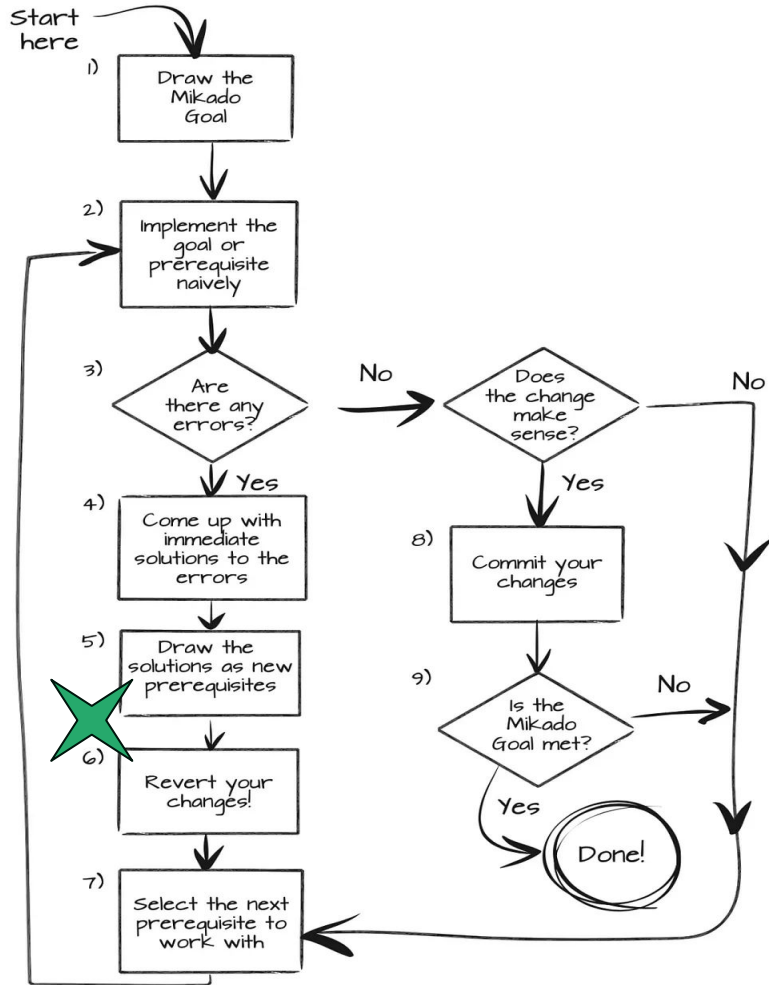 Start
here
1)
Draw the
Mikado
Goal
2)
Implement the
goal or
prerequisite
naively
3)
Are
there any
errors?
No
Does
the change
make
sense?
No
Yes
Yes
4)
Come up with
immediate
solutions to the
errors
8)
Commit your
changes
5)
Draw the
solutions as new
prerequisites
9)
Is the
Mikado
Goal met?
No
6)
Revert your
changes!
Yes
Done!
7)
Select the next
prerequisite to
work with